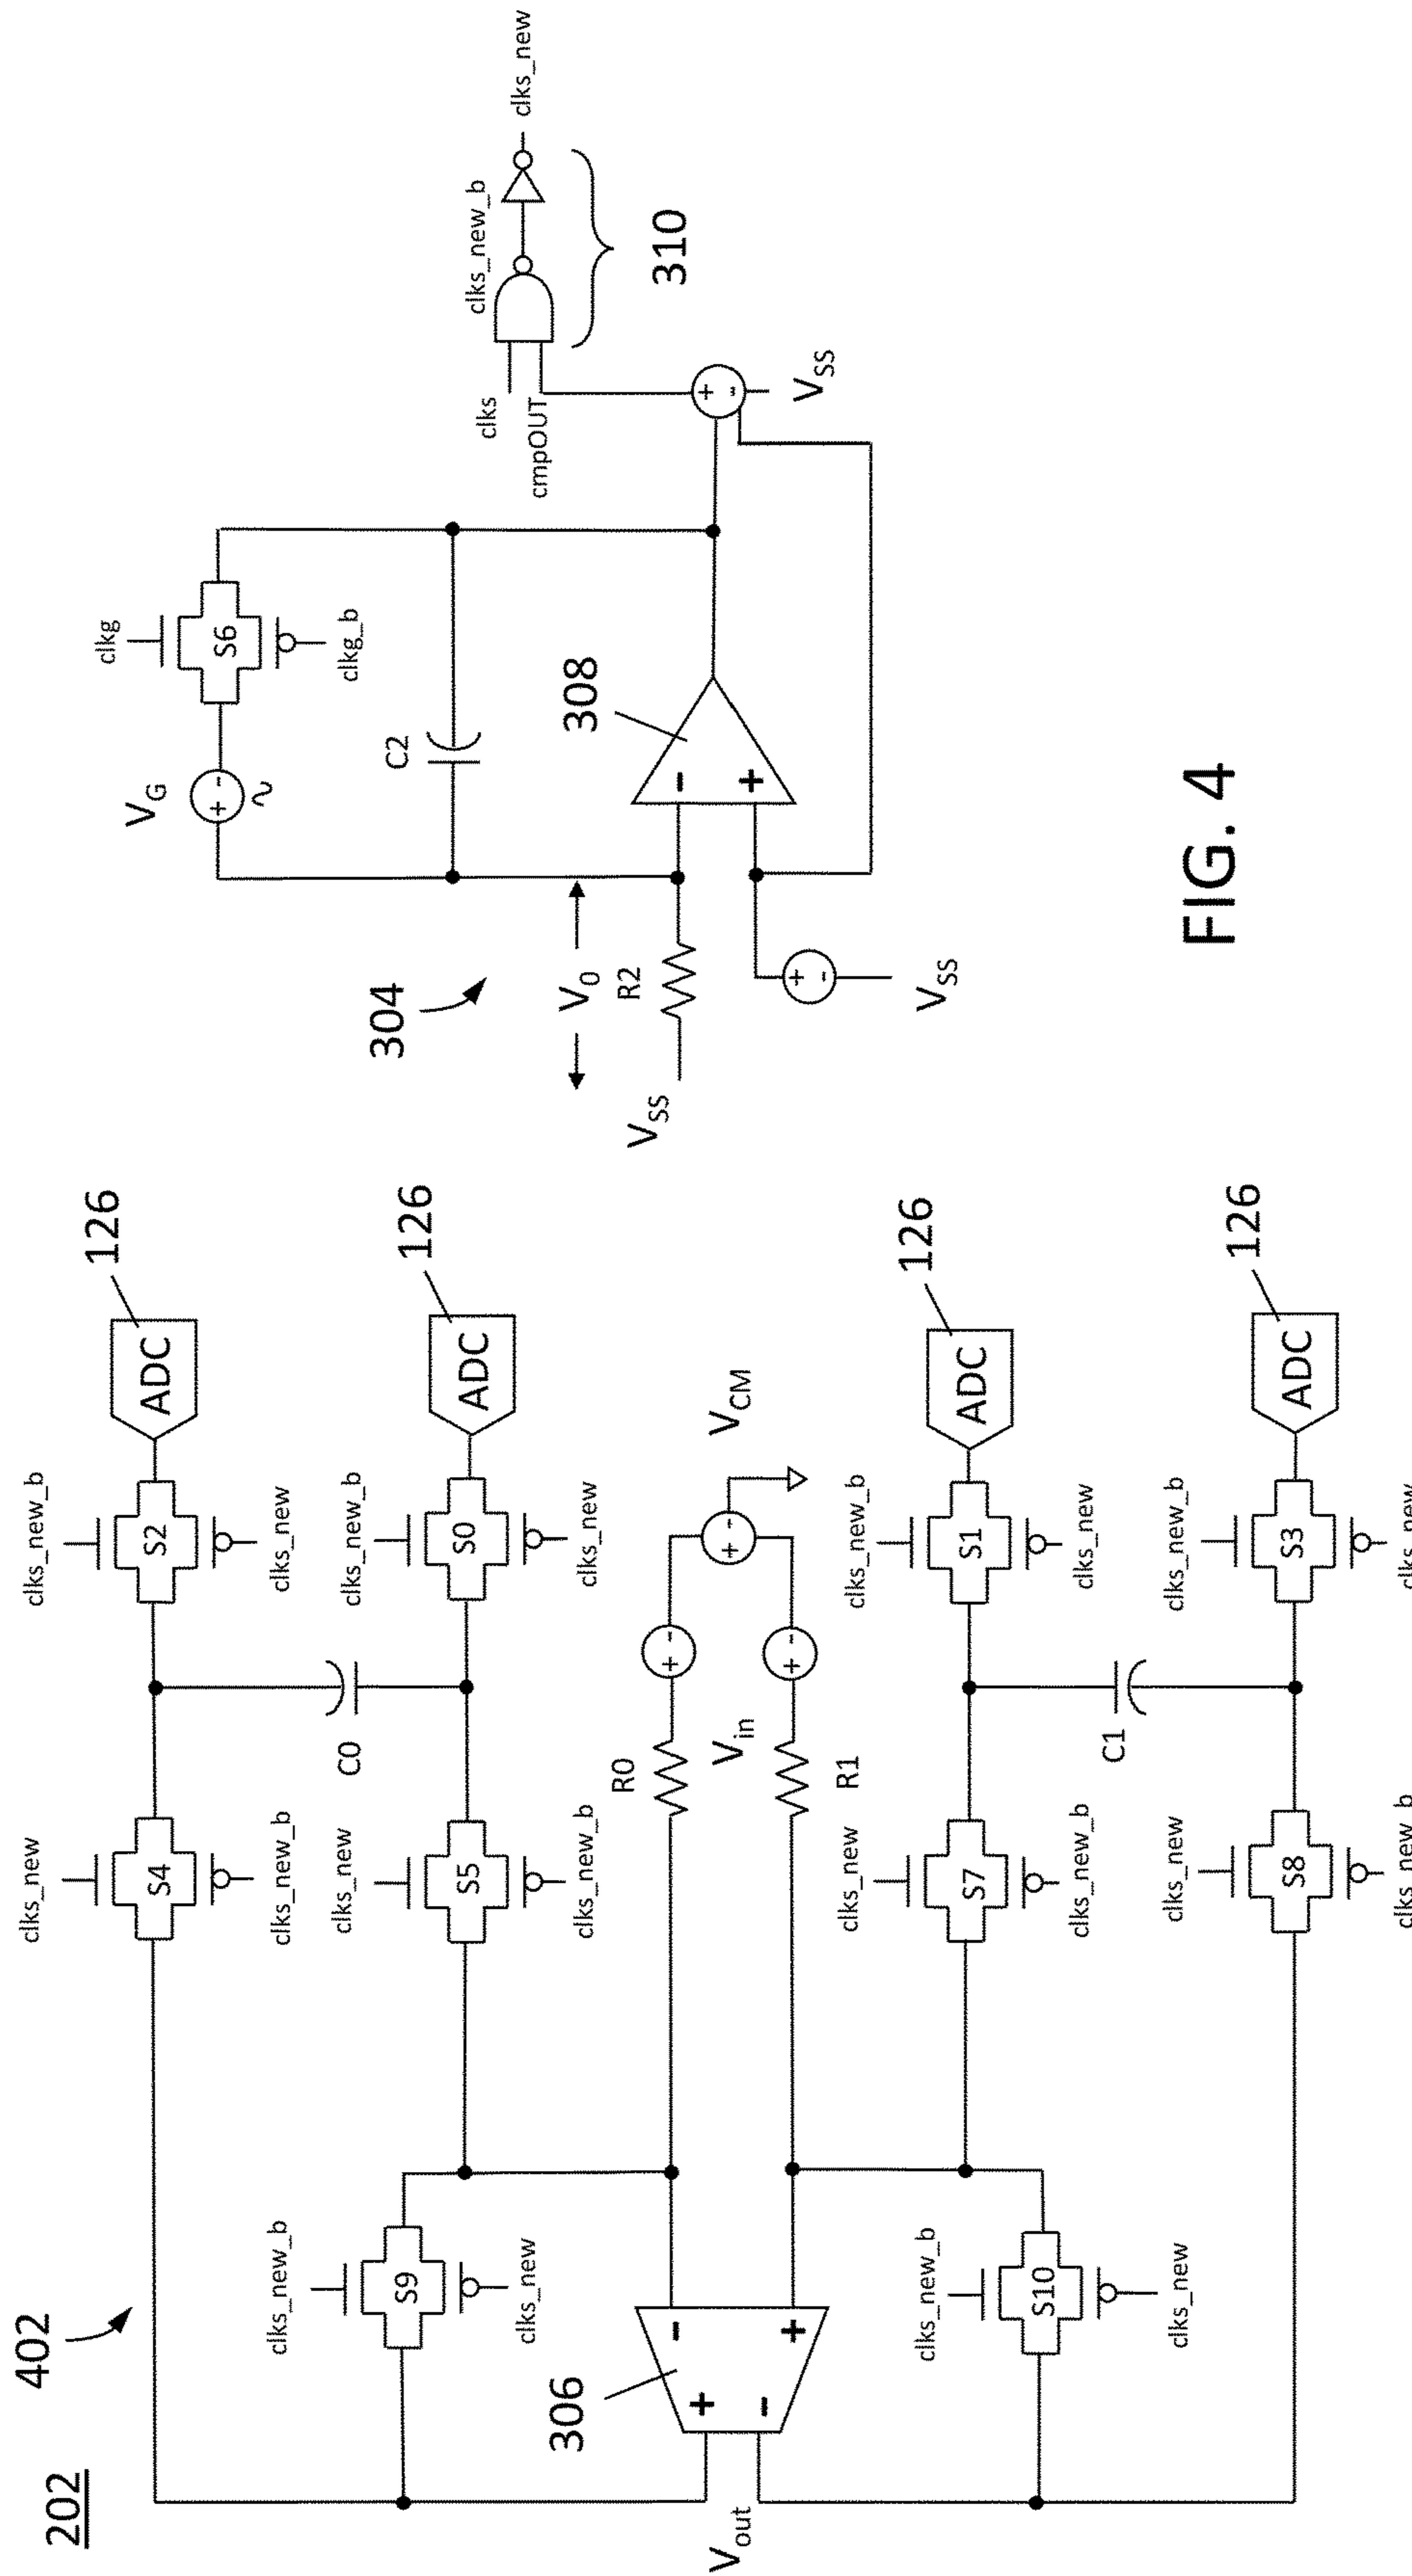 202
402
clks_new
S4
clks_new_b
clks_new_b
S2
clks_new
ADC
126
C0
clks_new_b
S9
clks_new
clks_new
S5
clks_new_b
clks_new_b
S0
clks_new
ADC
126
306
-
+
+
-
Vout
R0
R1
Vin
+ -
+ -
+ -
VCM
clks_new_b
S10
clks_new
clks_new
S7
clks_new_b
clks_new_b
S1
clks_new
ADC
126
C1
clks_new
S8
clks_new_b
clks_new_b
S3
clks_new
ADC
126
304
VG
+ -
~
clkg
S6
clkg_b
C2
V0
R2
VSS
308
-
+
+ -
VSS
+ -
VSS
clks
cmpOUT
clks_new_b
clks_new
310
FIG. 4